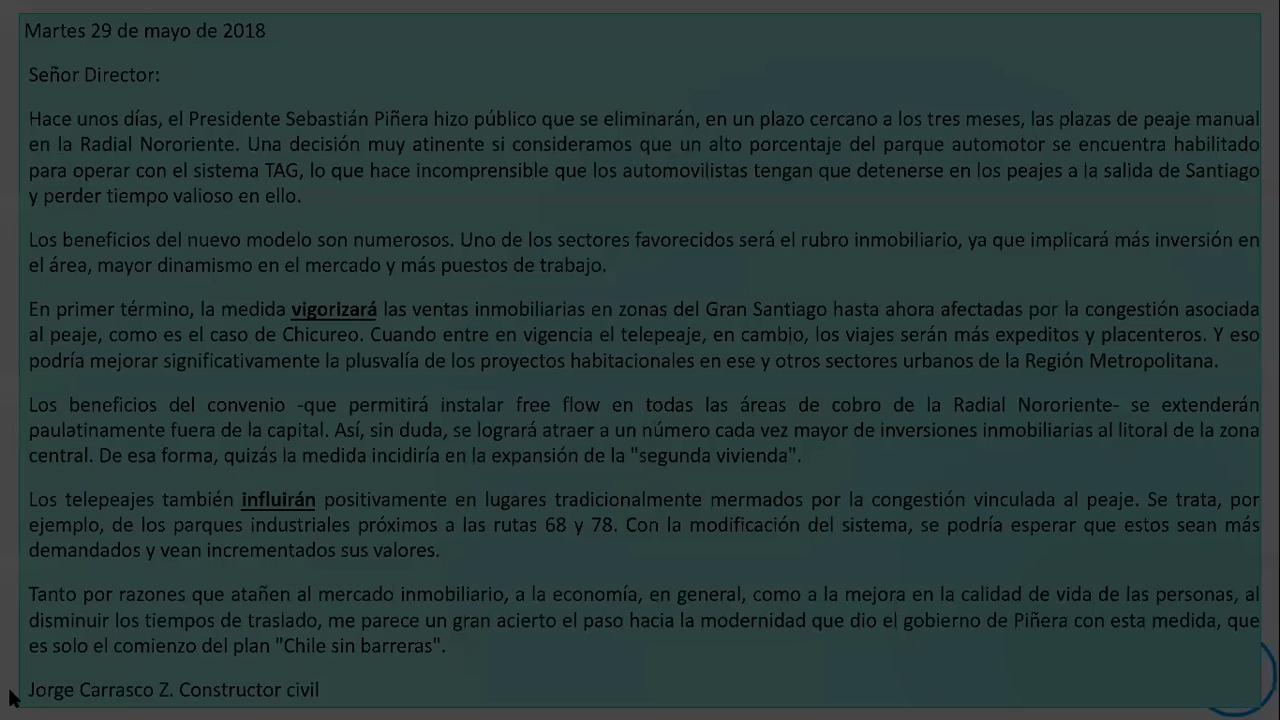 Martes 29 de mayo de 2018
Señor Director:
Hace unos días, el Presidente Sebastián Piñera hizo público que se eliminarán, en un plazo cercano a los tres meses, las plazas de peaje manual
en la Radial Nororiente. Una decisión muy atinente si consideramos que un alto porcentaje del parque automotor se encuentra habilitado
para operar con el sistema TAG, lo que hace incomprensible que los automovilistas tengan que detenerse en los peajes a la salida de Santiago
y perder tiempo valioso en ello.
Los beneficios del nuevo modelo son numerosos. Uno de los sectores favorecidos será el rubro inmobiliario, ya que implicará más inversión en
el área, mayor dinamismo en el mercado y más puestos de trabajo.
En primer término, la medida vigorizará las ventas inmobiliarias en zonas del Gran Santiago hasta ahora afectadas por la congestión asociada
al peaje, como es el caso de Chicureo. Cuando entre en vigencia el telepeaje, en cambio, los viajes serán más expeditos y placenteros. Y eso
podría mejorar significativamente la plusvalía de los proyectos habitacionales en ese y otros sectores urbanos de la Región Metropolitana.
Los beneficios del convenio -que permitirá instalar free flow en todas las áreas de cobro de la Radial Nororiente- se extenderán
paulatinamente fuera de la capital. Así, sin duda, se logrará atraer a un número cada vez mayor de inversiones inmobiliarias al litoral de la zona
central. De esa forma, quizás la medida incidiría en la expansión de la "segunda vivienda".
Los telepeajes también influirán positivamente en lugares tradicionalmente mermados por la congestión vinculada al peaje. Se trata, por
ejemplo, de los parques industriales próximos a las rutas 68 y 78. Con la modificación del sistema, se podría esperar que estos sean más
demandados y vean incrementados sus valores.
Tanto por razones que atañen al mercado inmobiliario, a la economía, en general, como a la mejora en la calidad de vida de las personas, al
disminuir los tiempos de traslado, me parece un gran acierto el paso hacia la modernidad que dio el gobierno de Piñera con esta medida, que
es solo el comienzo del plan "Chile sin barreras".
Jorge Carrasco Z. Constructor civil